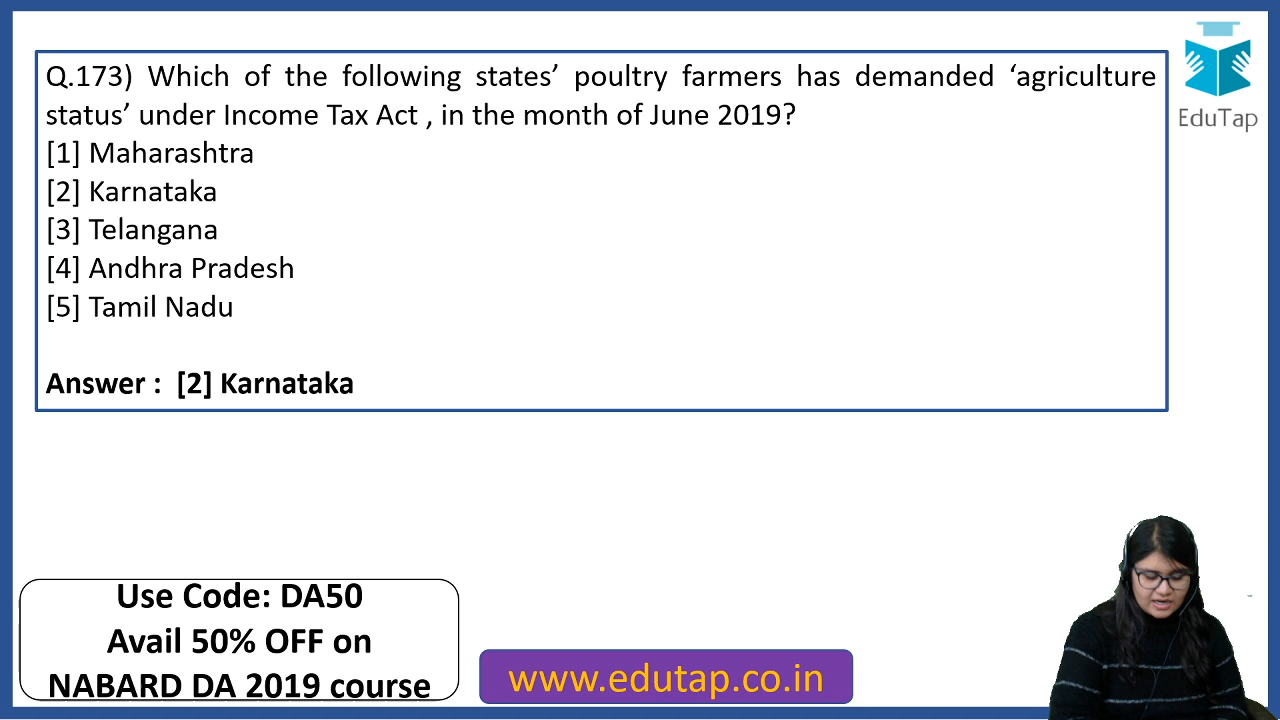 Q.173) Which of the following states’ poultry farmers has demanded ‘agriculture
status’ under Income Tax Act , in the month of June 2019?
[1] Maharashtra
[2] Karnataka
[3] Telangana
[4] Andhra Pradesh
[5] Tamil Nadu
Answer : [2] Karnataka
EduTap
Use Code: DA50
Avail 50% OFF on
NABARD DA 2019 course
www.edutap.co.in